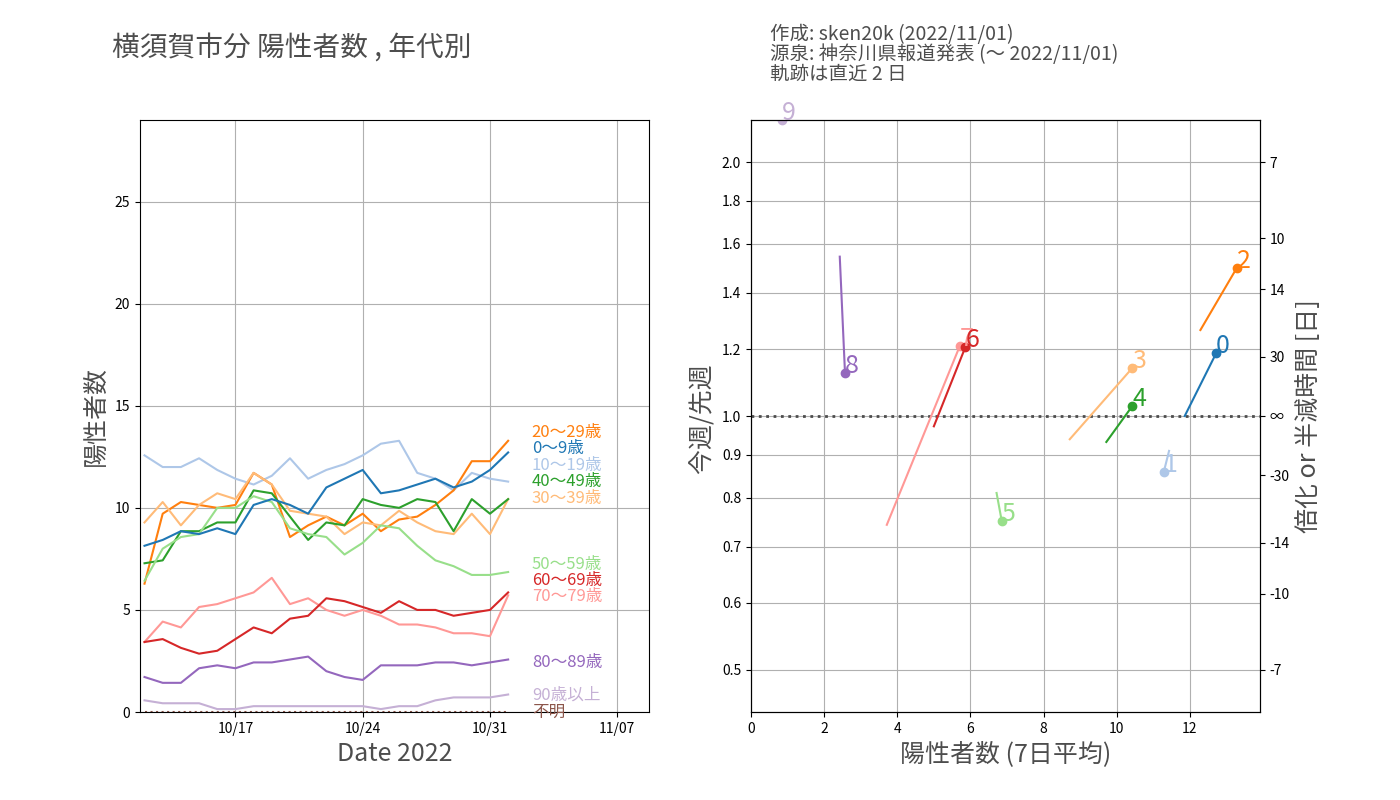 横須賀市分 陽性者数 , 年代別
作成: sken20k (2022/11/01)
源泉: 神奈川県報道発表 (〜 2022/11/01)
軌跡は直近 2 日
陽性者数
25
20
15
10
5
0
10/17
10/24
10/31
11/07
Date 2022
20〜29歳
0〜9歳
10〜19歳
40〜49歳
30〜39歳
50〜59歳
60〜69歳
70〜79歳
80〜89歳
90歳以上
不明
今週/先週
2.0
1.8
1.6
1.4
1.2
1.0
0.9
0.8
0.7
0.6
0.5
0
2
4
6
8
10
12
陽性者数 (7日平均)
9
2
0
7
6
8
3
4
1
5
7
10
14
30
∞
-30
-14
-10
-7
倍化 or 半減時間 [日]